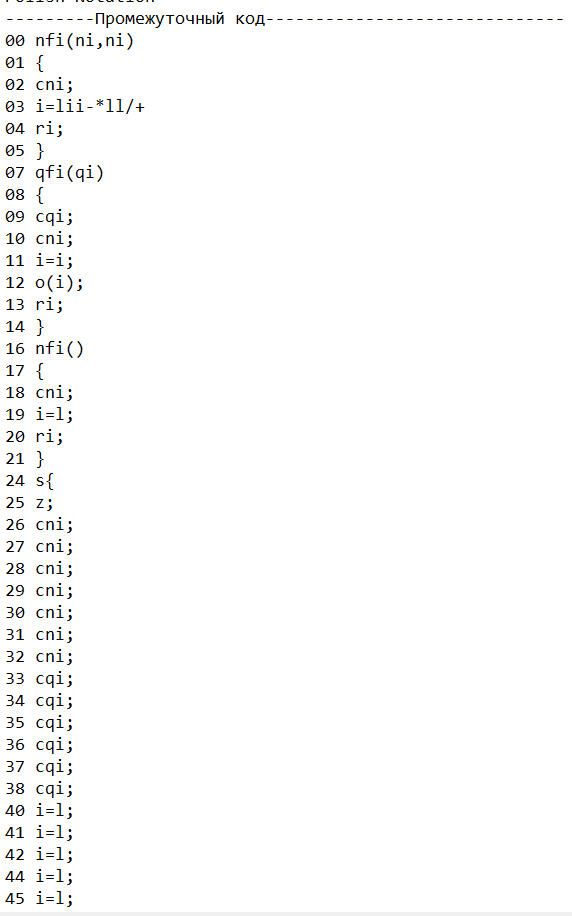 ---------Промежуточный код------------------------------
00 nfi(ni,ni)
01 {
02 cni;
03 i=lii-*ll/+
04 ri;
05 }
07 qfi(qi)
08 {
09 cqi;
10 cni;
11 i=i;
12 o(i);
13 ri;
14 }
16 nfi()
17 {
18 cni;
19 i=l;
20 ri;
21 }
24 s{
25 z;
26 cni;
27 cni;
28 cni;
29 cni;
30 cni;
31 cni;
32 cni;
33 cqi;
34 cqi;
35 cqi;
36 cqi;
37 cqi;
38 cqi;
40 i=l;
41 i=l;
42 i=l;
44 i=l;
45 i=l;